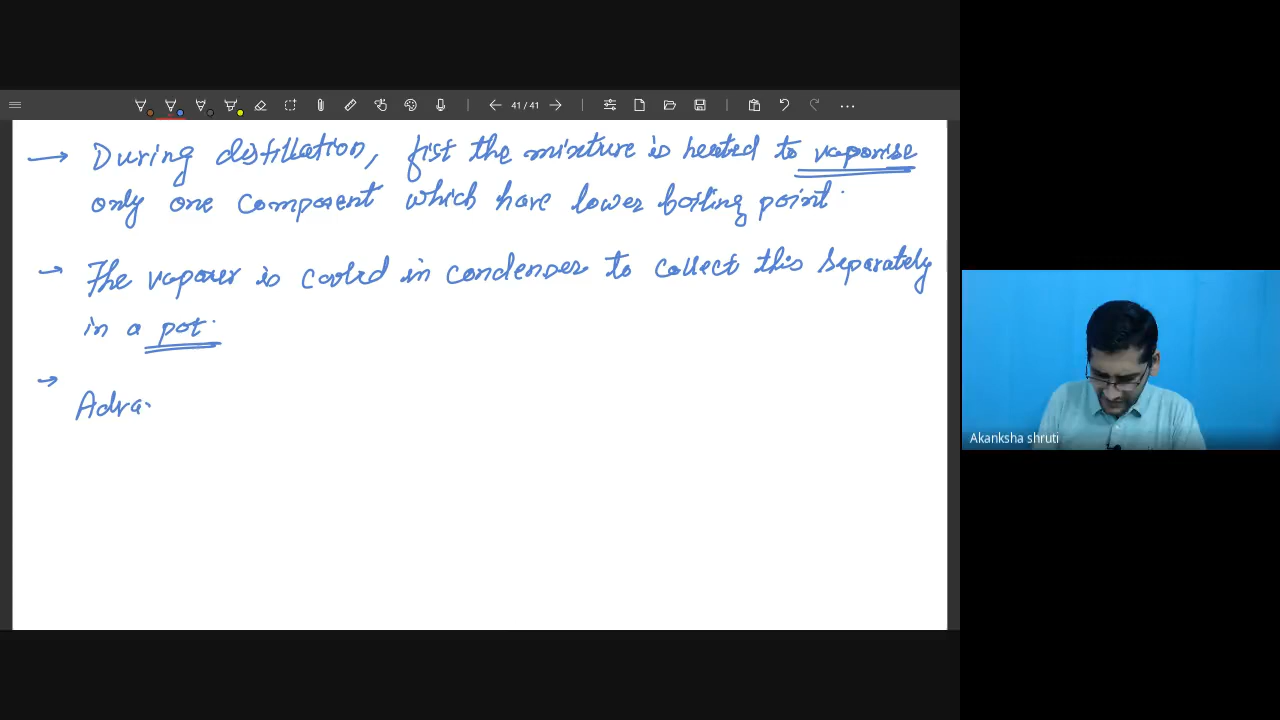 41 / 41
→ During distillation, fist the mixture is heated to vaporise
only one component which have lower boiling point.
→ The vapour is cooled in condenser to collect this separately
in a pot.
→
Adva
Akanksha shruti